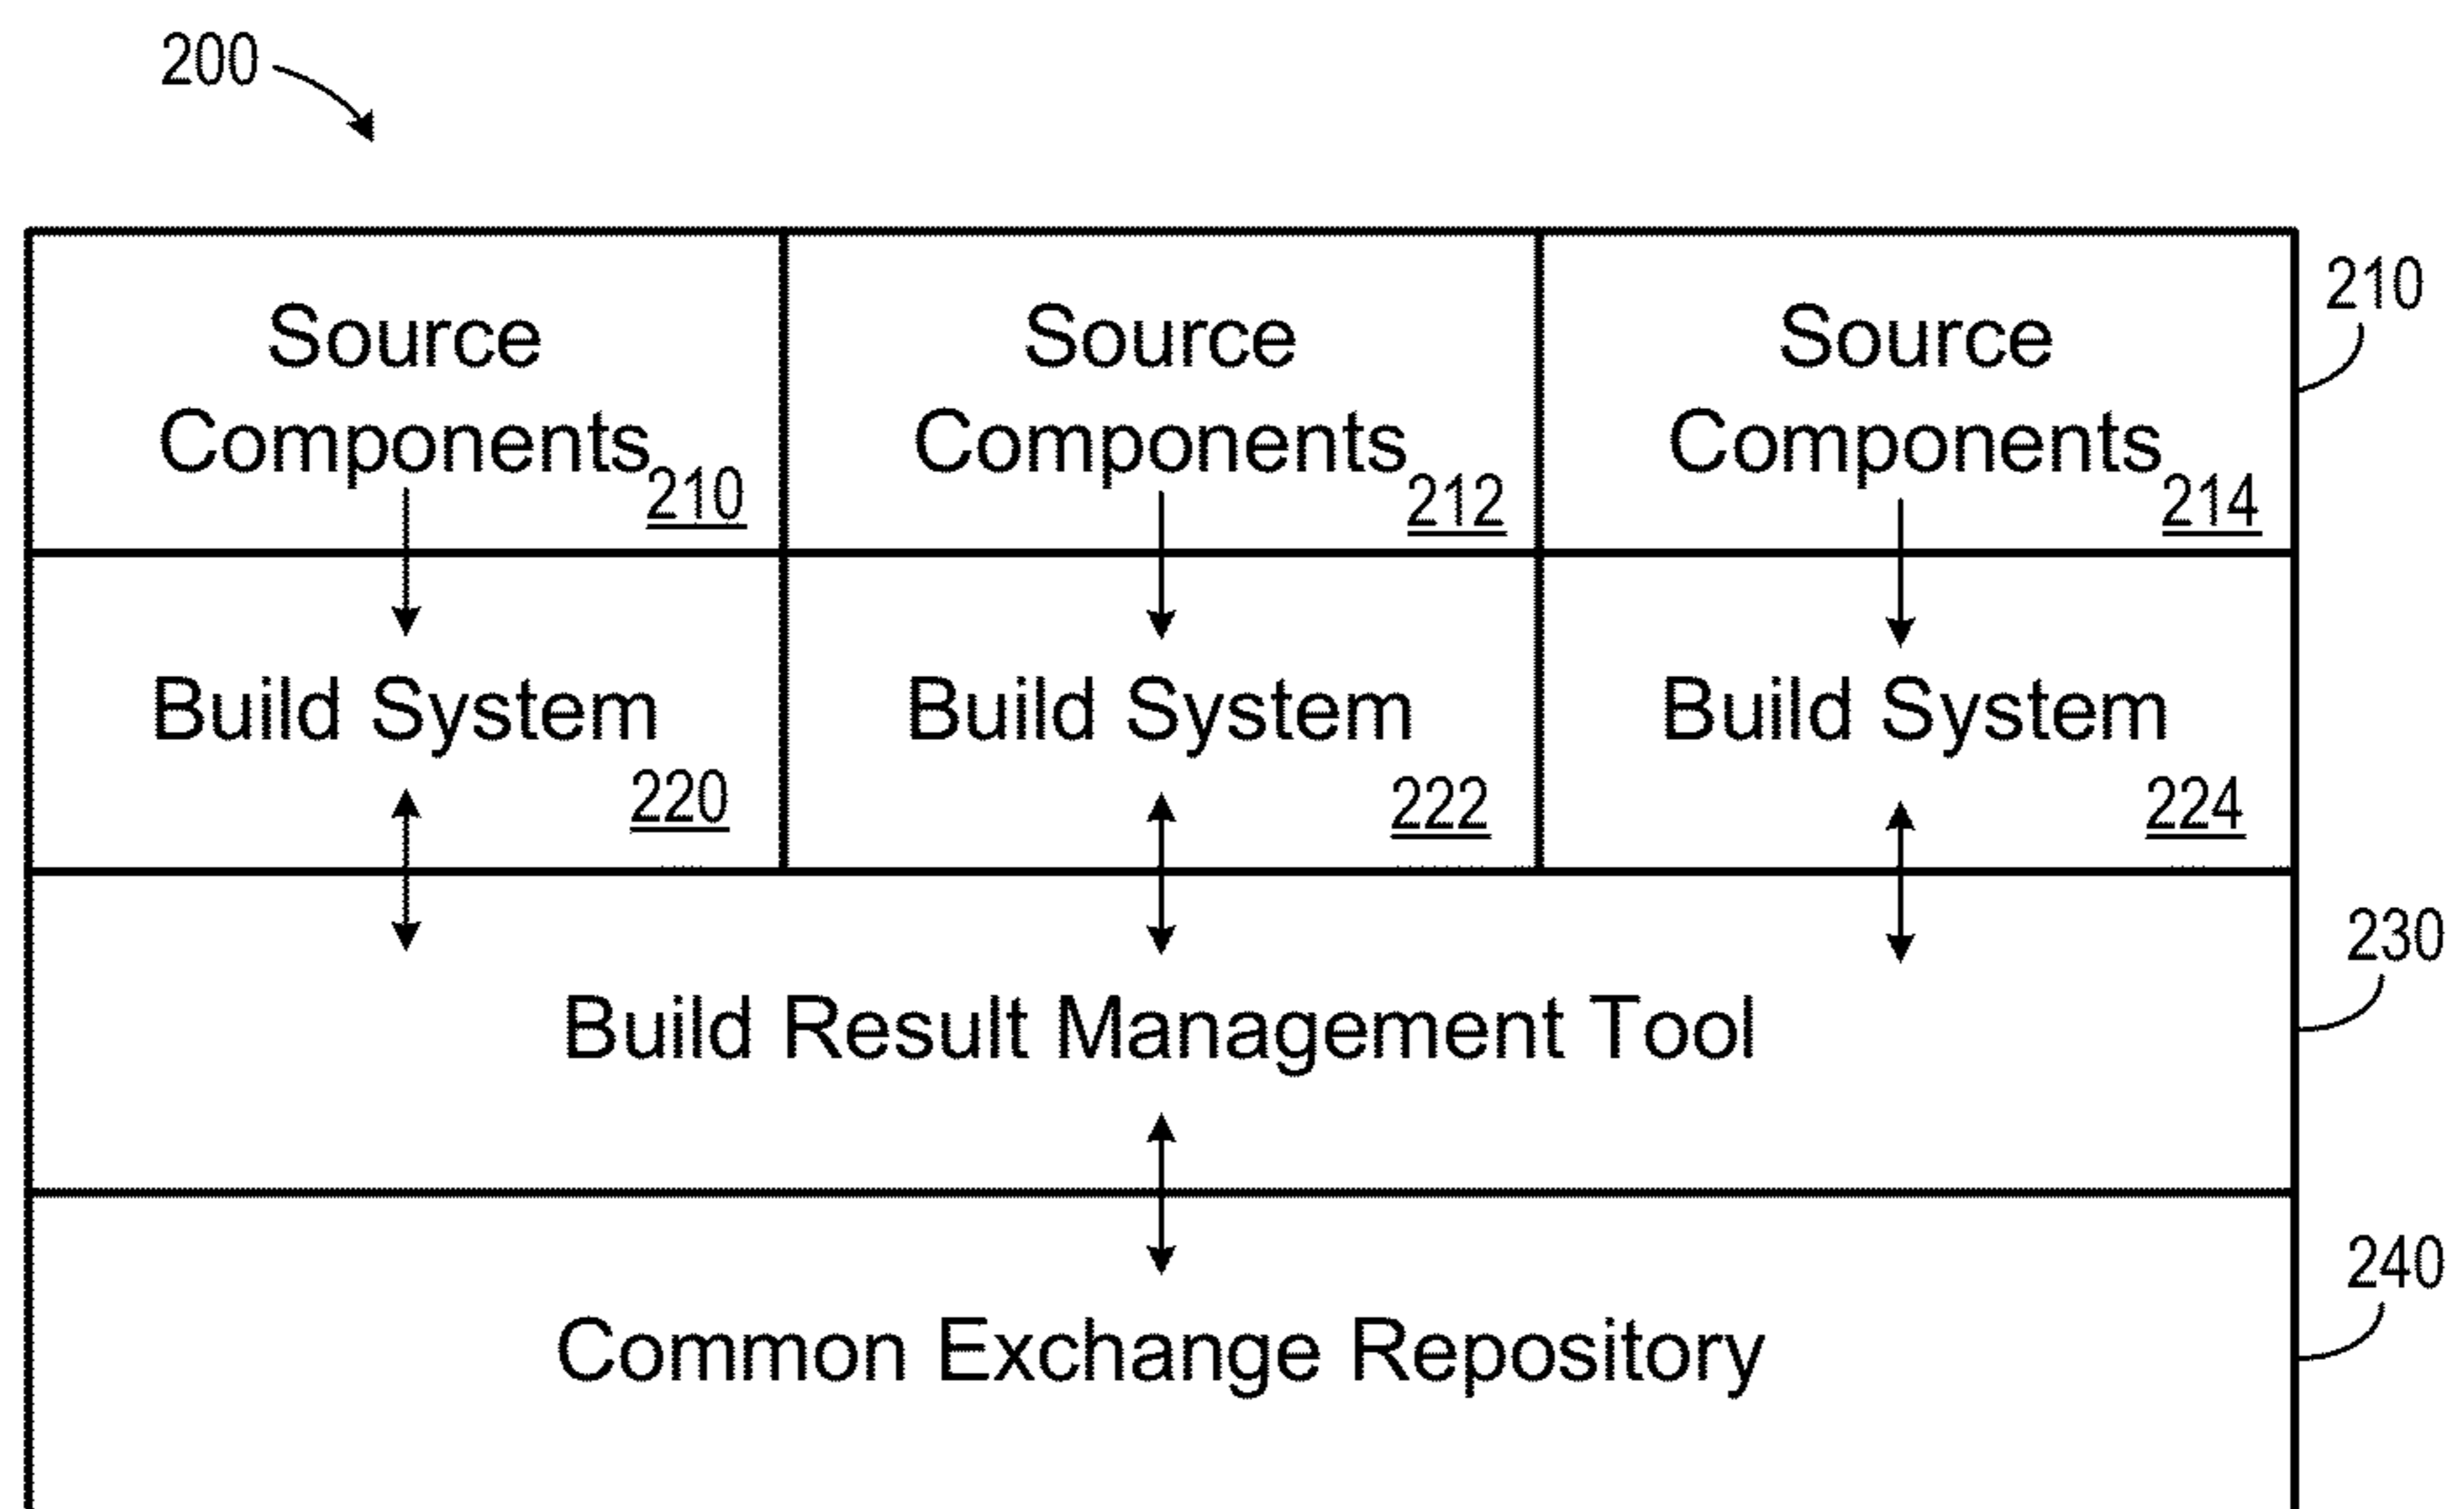 200
210
Source Components 210
Source Components 212
Source Components 214
Build System 220
Build System 222
Build System 224
230
Build Result Management Tool
240
Common Exchange Repository